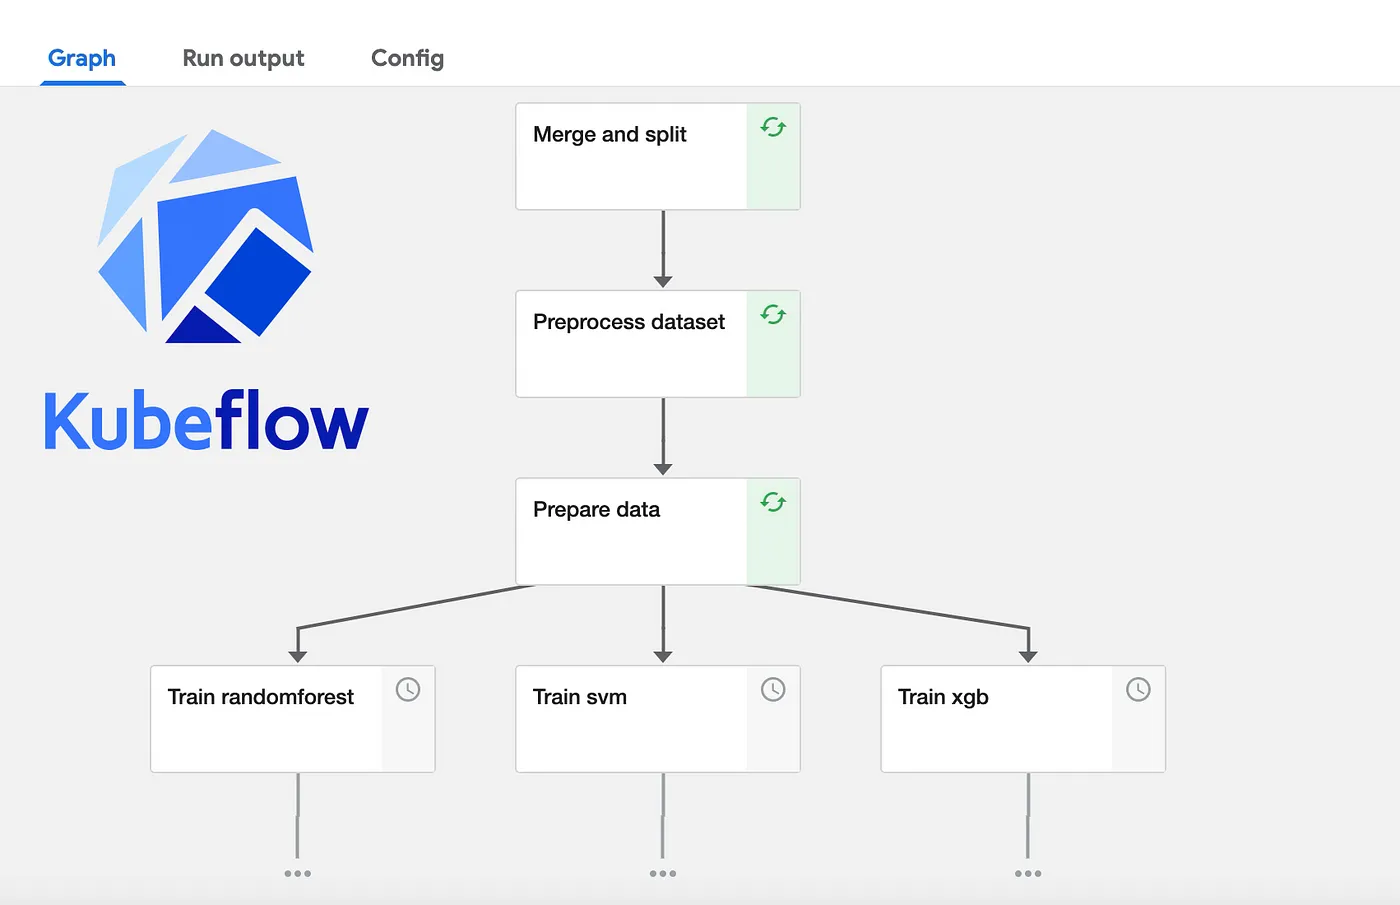 Graph
Run output
Config
Merge and split
Preprocess dataset
Kubeflow
Prepare data
Train randomforest
Train svm
Train xgb